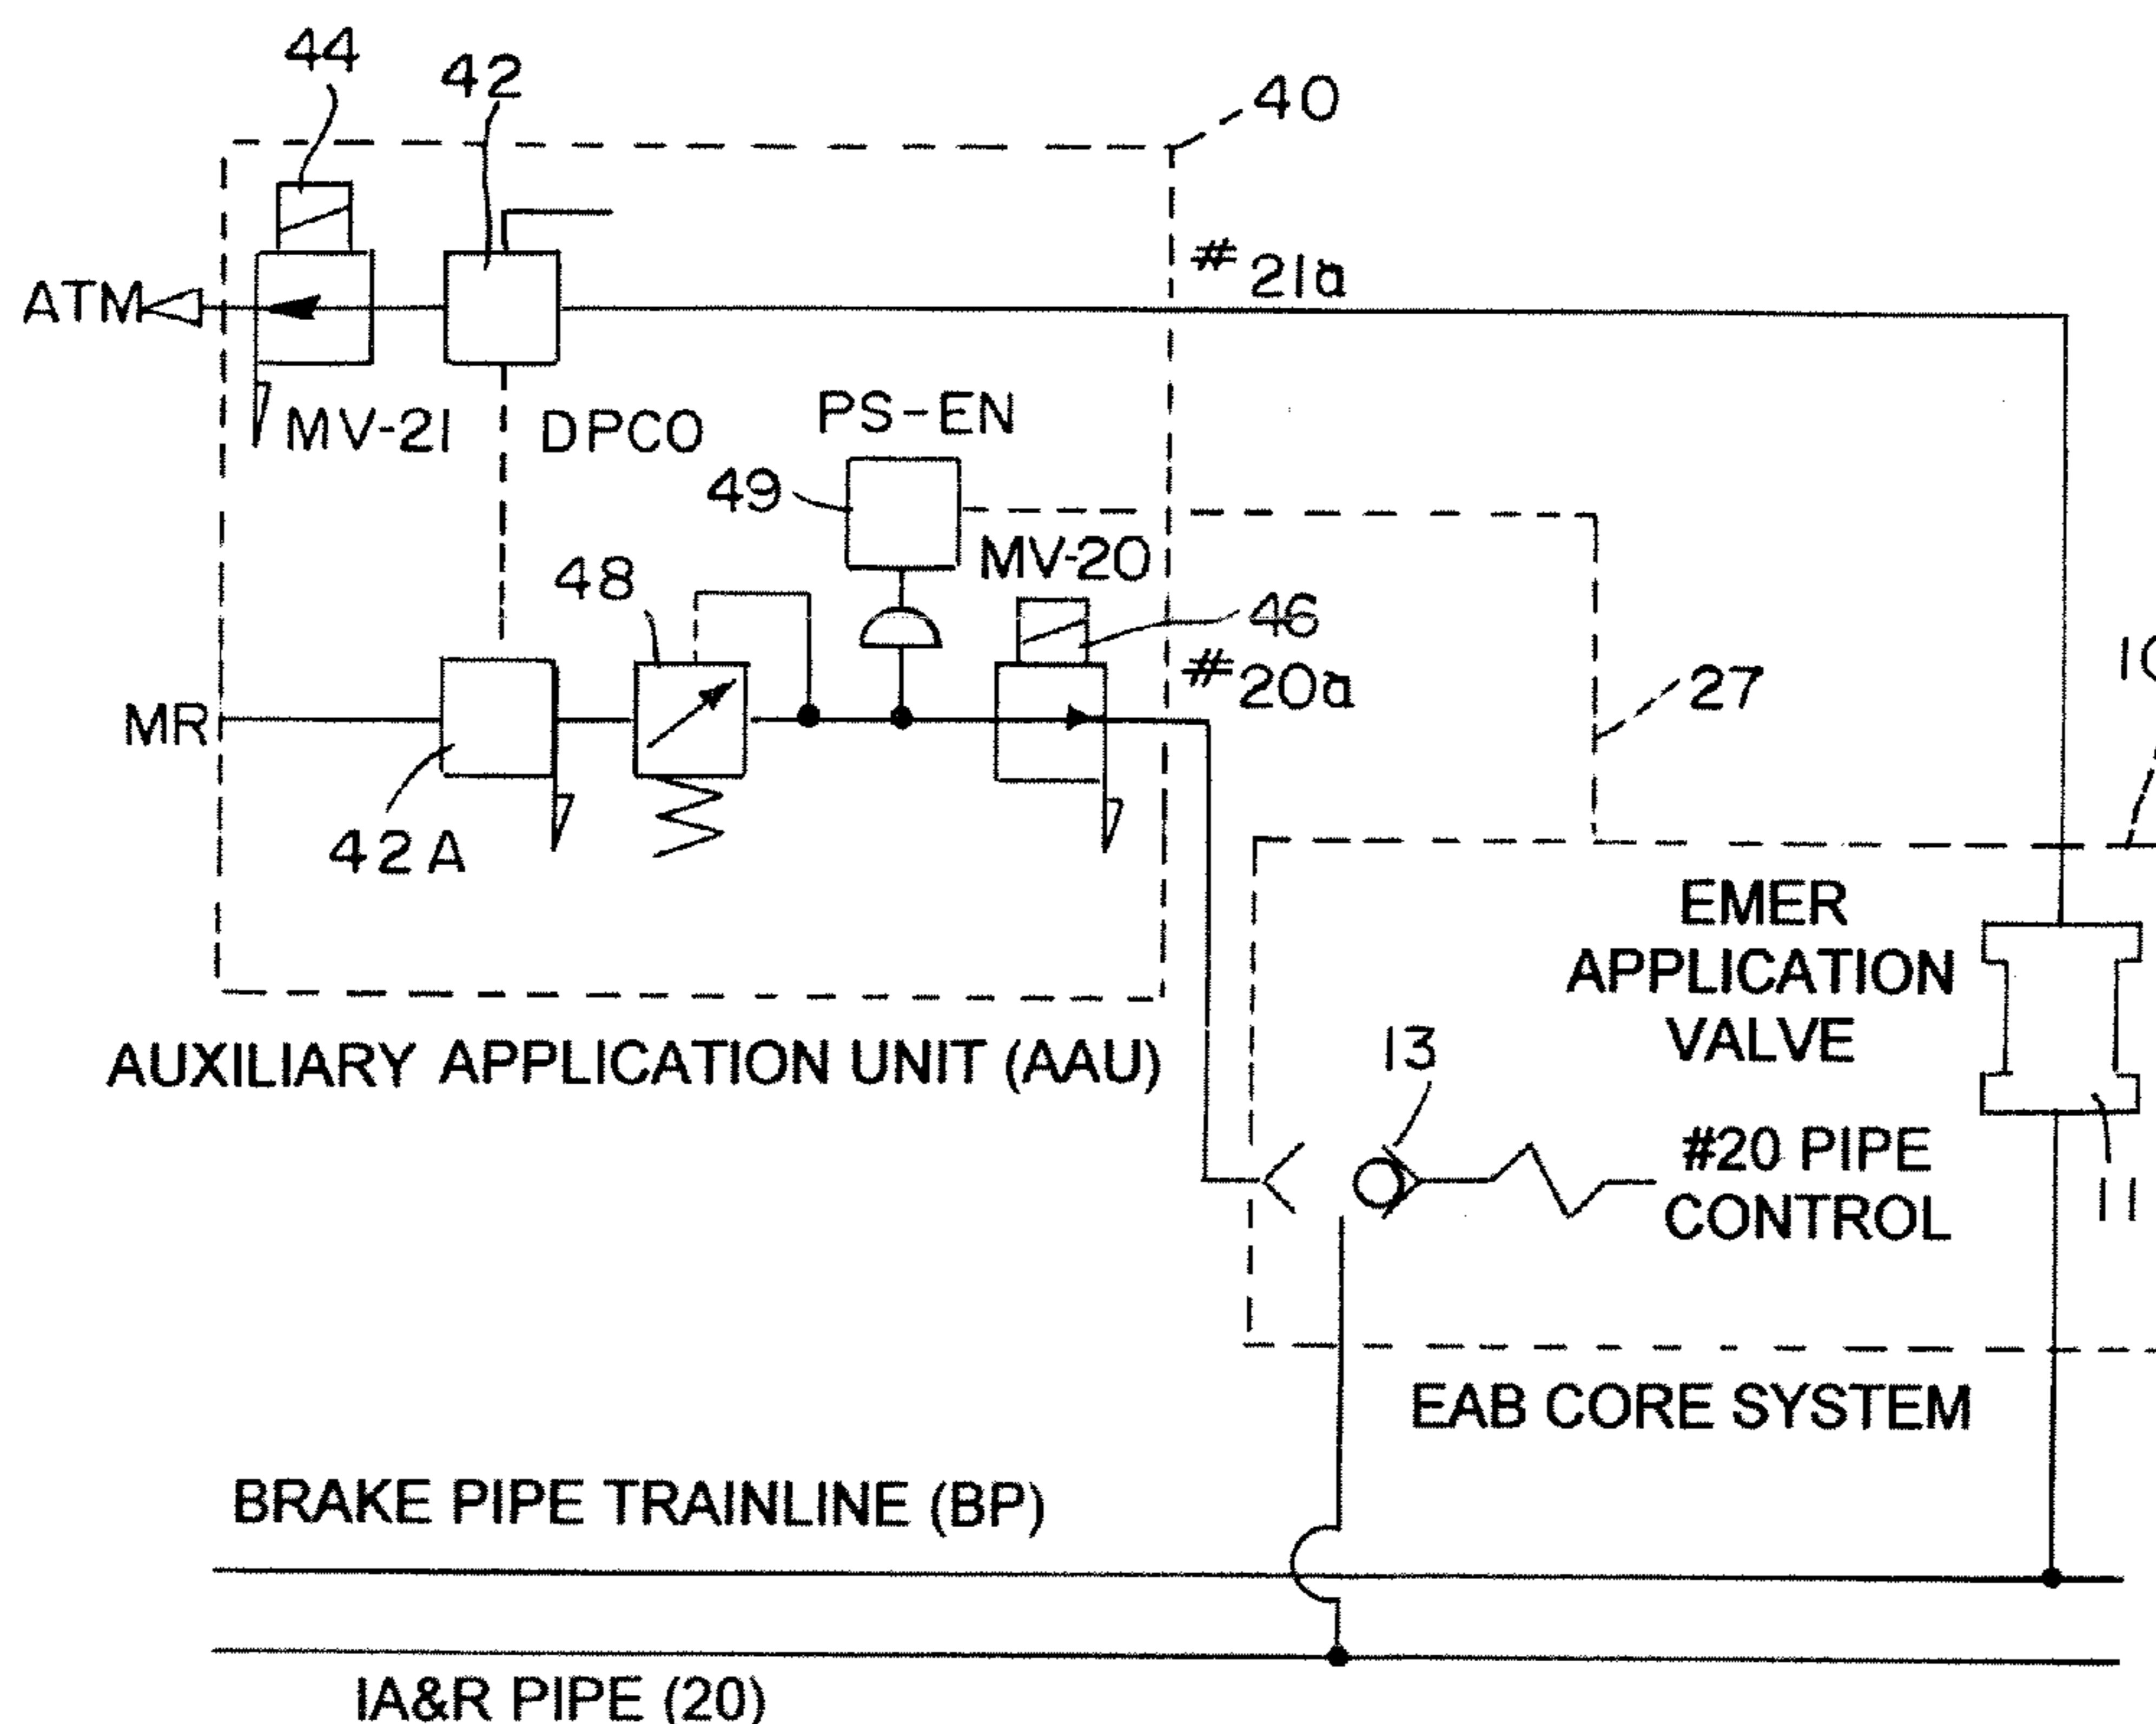 44
42
40
# 21a
ATM
MV-21
DPCO
PS-EN
49
MV-20
48
46
# 20a
MR
27
42A
EMER
APPLICATION
VALVE
AUXILIARY APPLICATION UNIT (AAU)
13
#20 PIPE
CONTROL
11
EAB CORE SYSTEM
BRAKE PIPE TRAINLINE (BP)
IA&R PIPE (20)